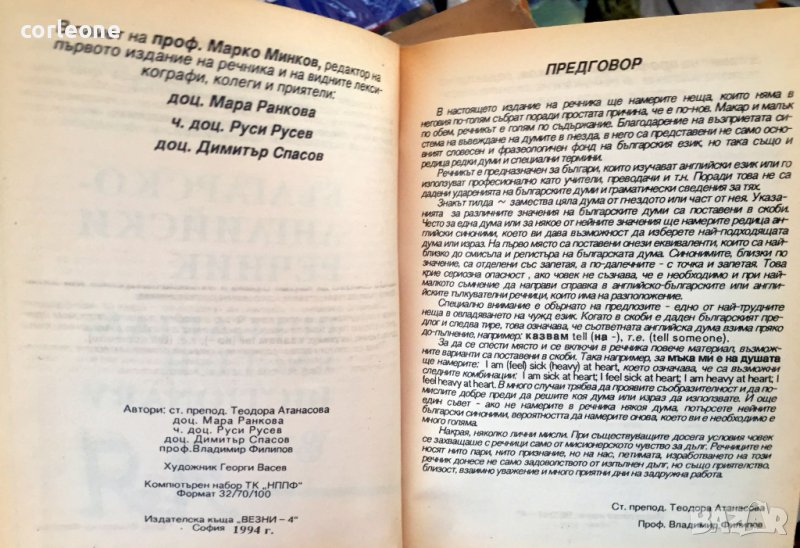 corleone
В памет на проф. Марко Минков, редактор на
първото издание на речника и на видните лекси-
кографи, колеги и приятели:
доц. Мара Ранкова
ч. доц. Руси Русев
доц. Димитър Спасов
Автори: ст. препод. Теодора Атанасова
доц. Мара Ранкова
ч. доц. Руси Русев
доц. Димитър Спасов
проф.Владимир Филипов
Художник Георги Васев
Компютърен набор ТК „НППФ"
Формат 32/70/100
Издателска къща „ВЕЗНИ – 4"
София 1994 г.
ПРЕДГОВОР
В настоящето издание на речника ще намерите неща, които няма в
неговия по-голям събрат поради простата причина, че е нов. Макар и малък
по обем, речникът е голям по съдържание. Благодарение на възприетата си-
стема на въвеждане на думите в гнезда, в него са представени не само основ-
ният словесен и фразеологичен фонд на българския език, но така също и
редица редки думи и специални термини.
Речникът е предназначен за българи, които изучават английски език или го
използуват професионално като учители, преводачи и т.н. Поради това не са
дадени ударенията на българските думи и граматически сведения за тях.
Знакът тилда ~ замества цяла дума от гнездото или част от нея. Указа-
нията за различните значения на българските думи са поставени в скоби.
Често за една дума или за някое от нейните значения ще намерите редица ан-
глийски синоними, което ви дава възможност да изберете най-подходящата
дума или израз. На първо място са поставени онези еквиваленти, които са най-
близко до смисъла и регистъра на българската дума. Синонимите, близки по
значение, са отделени със запетая, а по-далечните - с точка и запетая. Това
крие сериозна опасност , ако човек не съзнава, че е необходимо и при най-
малкото съмнение да направи справка в английско-българските или англий-
ските тълкувателни речници, които има на разположение.
Специално внимание е обърнато на предлозите - едно от най-трудните
неща в овладяването на чужд език. Когато в скоби е даден българският пред-
лог и следва тире, това означава, че съответната английска дума взима пряко
до-пълнение, например: казвам tell (на -), т.е. (tell someone).
За да се спести място и се включи в речника повече материал, възмож-
ните варианти са поставени в скоби. Така например, за мъка ми е на душата
ще намерите: I am (feel) sick (heavy) at heart, което означава, че са възможни
следните комбинации: I am sick at heart; I feel sick at heart; I am heavy at heart; I
feel heavy at heart. В много случаи трябва да проявите съобразителност и да по-
мислите добре преди да решите коя дума или израз да използвате. И още
един съвет - ако не намерите в речника някоя дума, потърсете нейните
български синоними, вероятността да намерите онова, което ви е необходимо е
много голяма.
Накрая, няколко лични мисли. При съществуващите досега условия човек
се захващаше с речници само от мисионерското чувство за дълг. Речниците не
носят нито пари, нито признание, но за нас, петимата, изработването на този
речник донесе не само задоволството от изпълнен дълг, но също приятелство,
близост, взаимно уважение и много приятни дни на задружна работа.
Ст. препод. Теодора Атанасова
Проф. Владимир Филипов